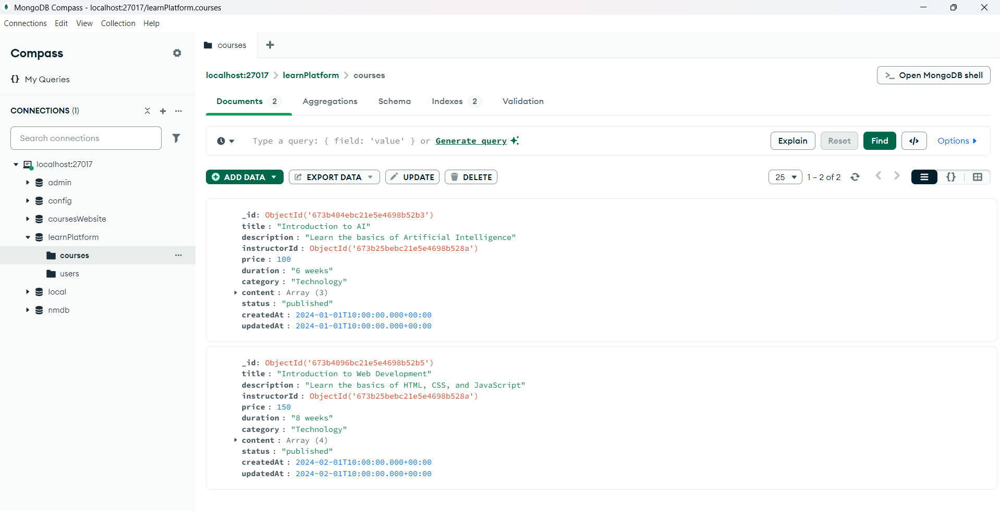 MongoDB Compass - localhost:27017/learnPlatform.courses
Connections Edit View Collection Help
Compass
{} My Queries
CONNECTIONS (1)
Search connections
localhost:27017
admin
config
coursesWebsite
learnPlatform
courses
users
local
nmdb
courses
localhost:27017 > learnPlatform > courses
>_ Open MongoDB shell
Documents 2 Aggregations Schema Indexes 2 Validation
Type a query: { field: 'value' } or Generate query
Explain Reset Find </> Options
ADD DATA EXPORT DATA UPDATE DELETE
25 1 – 2 of 2 {}
_id: ObjectId('673b404ebc21e5e4698b52b3')
title : "Introduction to AI"
description : "Learn the basics of Artificial Intelligence"
instructorId : ObjectId('673b25bebc21e5e4698b528a')
price : 100
duration : "6 weeks"
category : "Technology"
content : Array (3)
status : "published"
createdAt : 2024-01-01T10:00:00.000+00:00
updatedAt : 2024-01-01T10:00:00.000+00:00
_id: ObjectId('673b4096bc21e5e4698b52b5')
title : "Introduction to Web Development"
description : "Learn the basics of HTML, CSS, and JavaScript"
instructorId : ObjectId('673b25bebc21e5e4698b528a')
price : 150
duration : "8 weeks"
category : "Technology"
content : Array (4)
status : "published"
createdAt : 2024-02-01T10:00:00.000+00:00
updatedAt : 2024-02-01T10:00:00.000+00:00